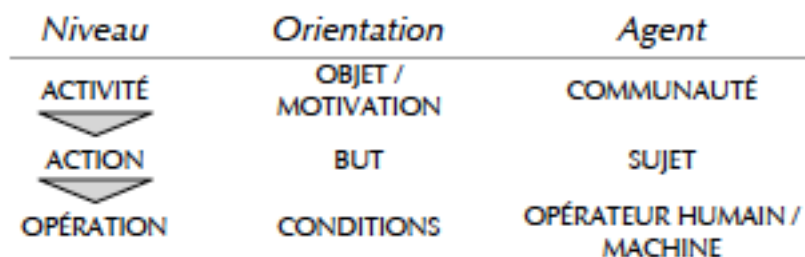 Niveau Orientation Agent
ACTIVITÉ OBJET / MOTIVATION COMMUNAUTÉ
ACTION BUT SUJET
OPÉRATION CONDITIONS OPÉRATEUR HUMAIN / MACHINE